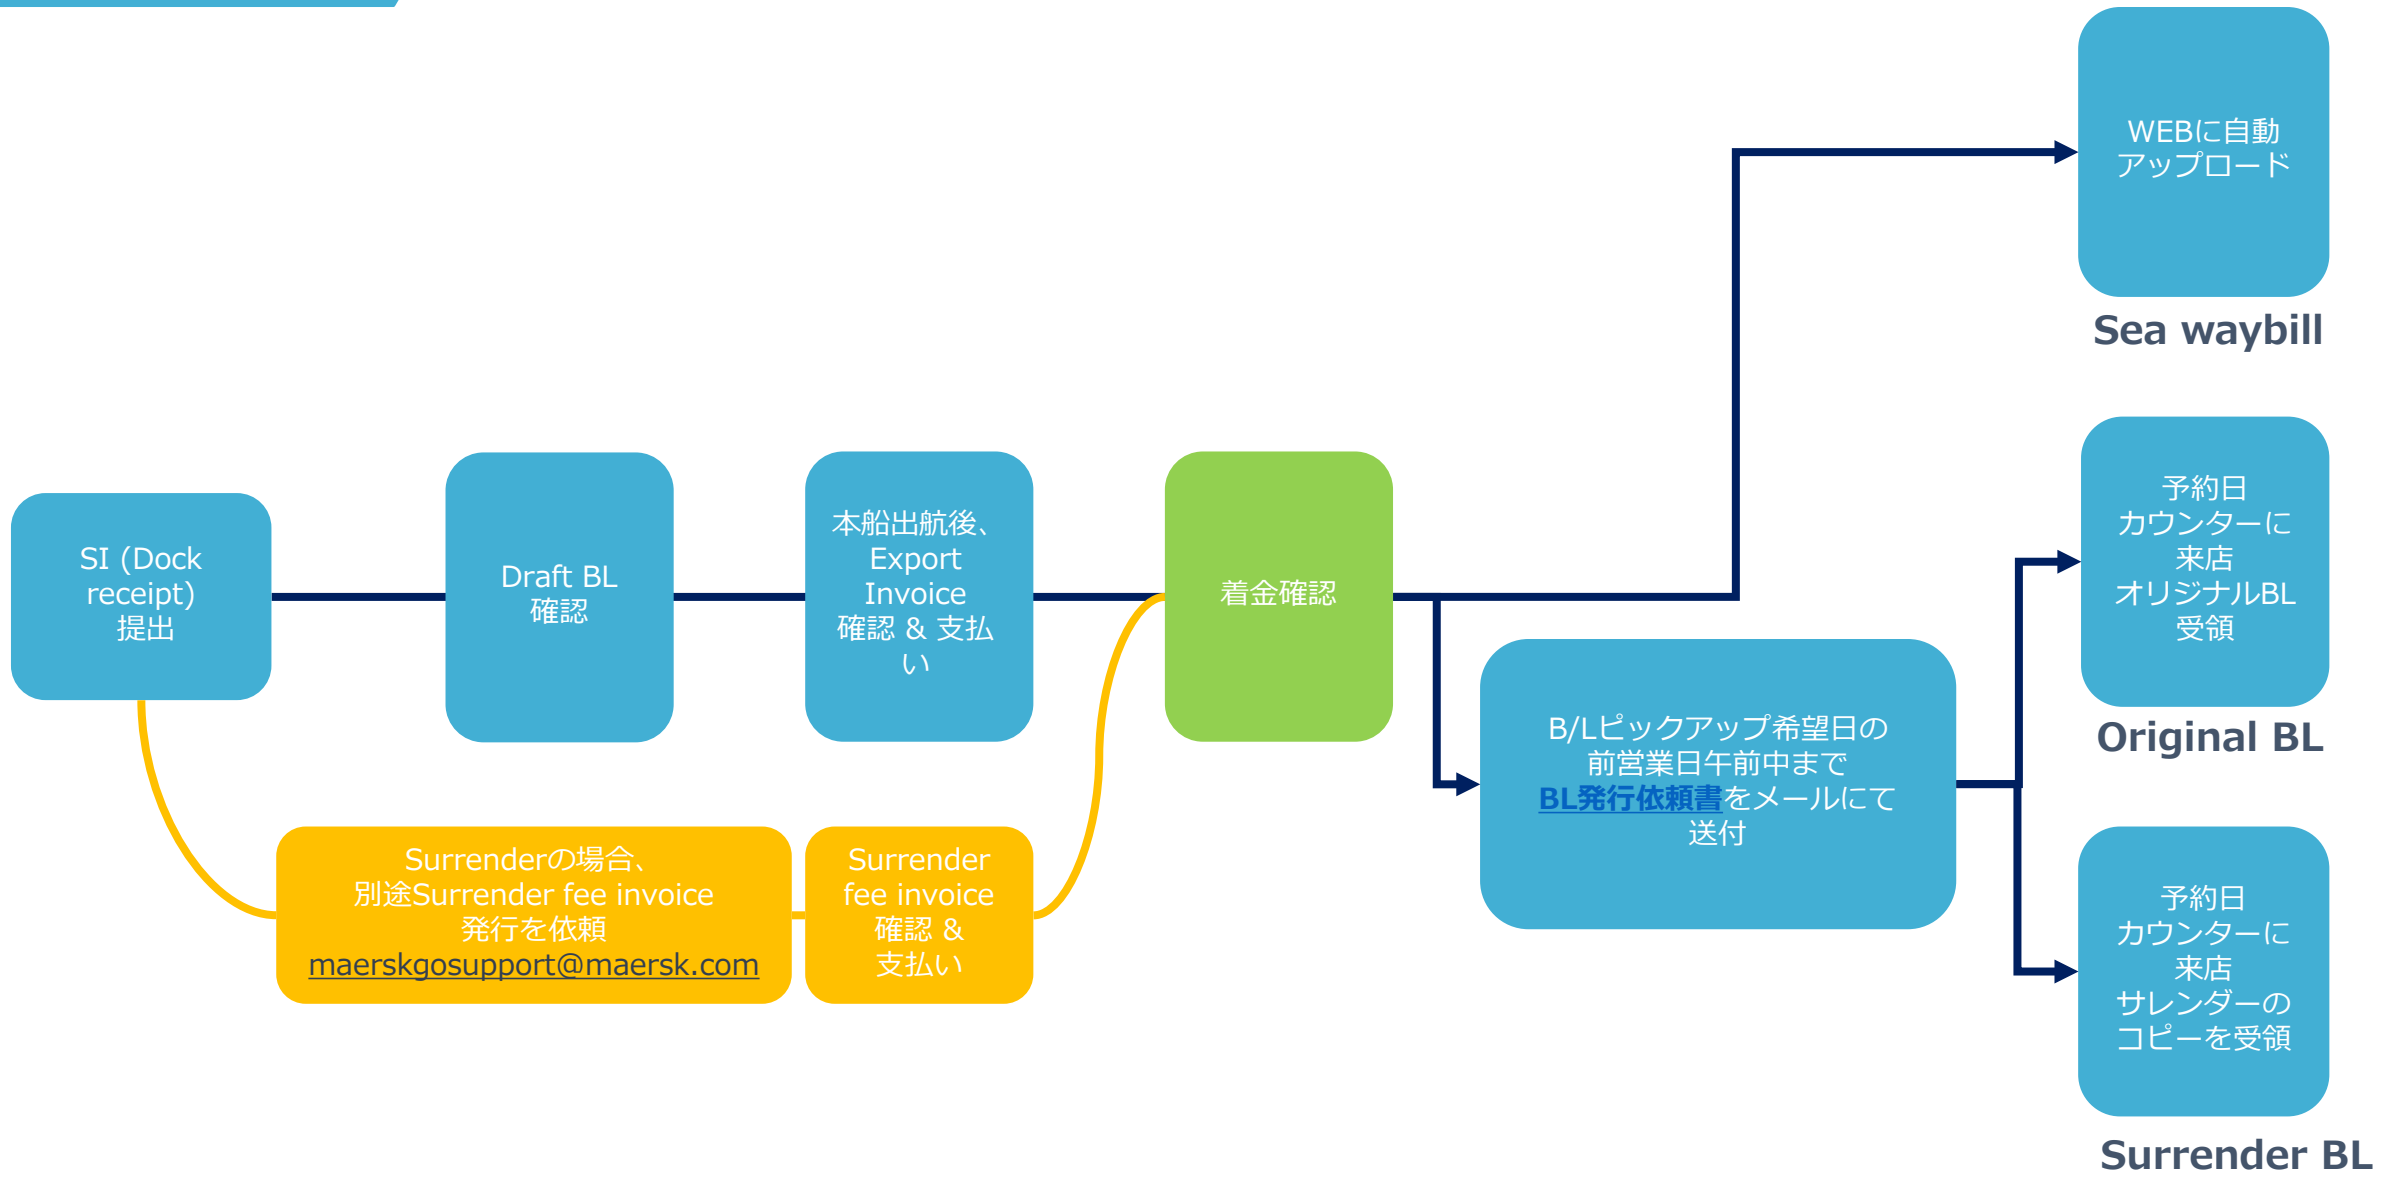 SI (Dock
receipt)
提出
Draft BL
確認
本船出航後、
Export
Invoice
確認 & 支払
い
着金確認
Surrenderの場合、
別途Surrender fee invoice
発行を依頼
maerskgosupport@maersk.com
Surrender
fee invoice
確認 &
支払い
B/Lピックアップ希望日の
前営業日午前中まで
BL発行依頼書をメールにて
送付
WEBに自動
アップロード
Sea waybill
予約日
カウンターに
来店
オリジナルBL
受領
Original BL
予約日
カウンターに
来店
サレンダーの
コピーを受領
Surrender BL